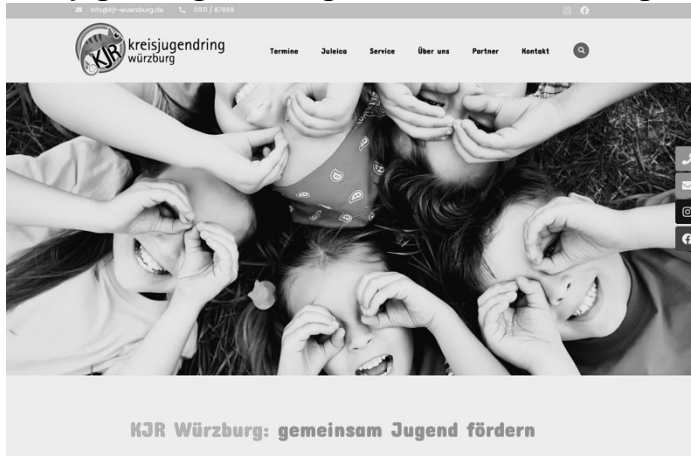 info@kjr-wuerzburg.de 0931 / 87899
KJR
kreisjugendring
würzburg
Termine Juleica Service Über uns Partner Kontakt
KJR Würzburg: gemeinsam Jugend fördern